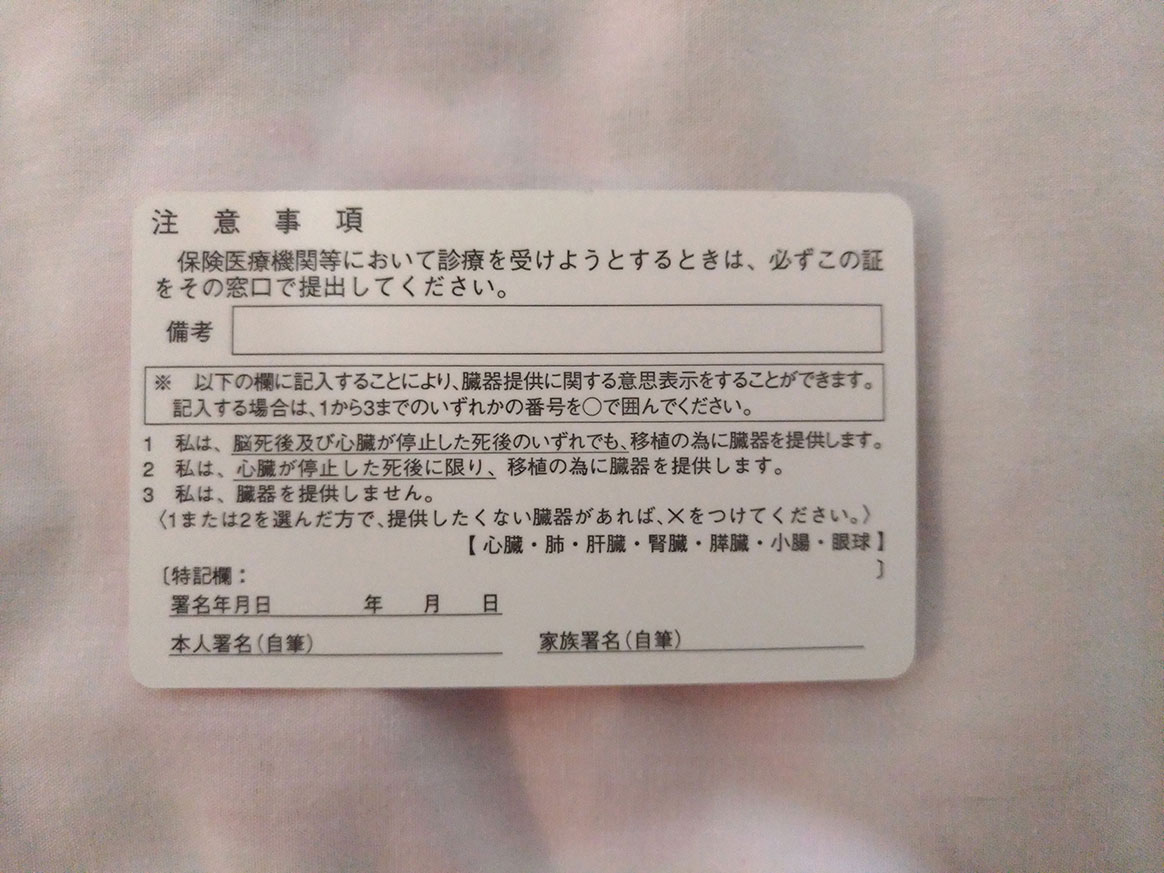 注意事項
保険医療機関等において診療を受けようとするときは、必ずこの証
をその窓口で提出してください。
備考
※　以下の欄に記入することにより、臓器提供に関する意思表示をすることができます。
記入する場合は、1から3までのいずれかの番号を○で囲んでください。
1　私は、脳死後及び心臓が停止した死後のいずれでも、移植の為に臓器を提供します。
2　私は、心臓が停止した死後に限り、移植の為に臓器を提供します。
3　私は、臓器を提供しません。
〈1または2を選んだ方で、提供したくない臓器があれば、×をつけてください。〉
【心臓・肺・肝臓・腎臓・膵臓・小腸・眼球】
〔特記欄：　　　　〕
署名年月日　　　　年　　月　　日
本人署名(自筆)　　　　家族署名(自筆)